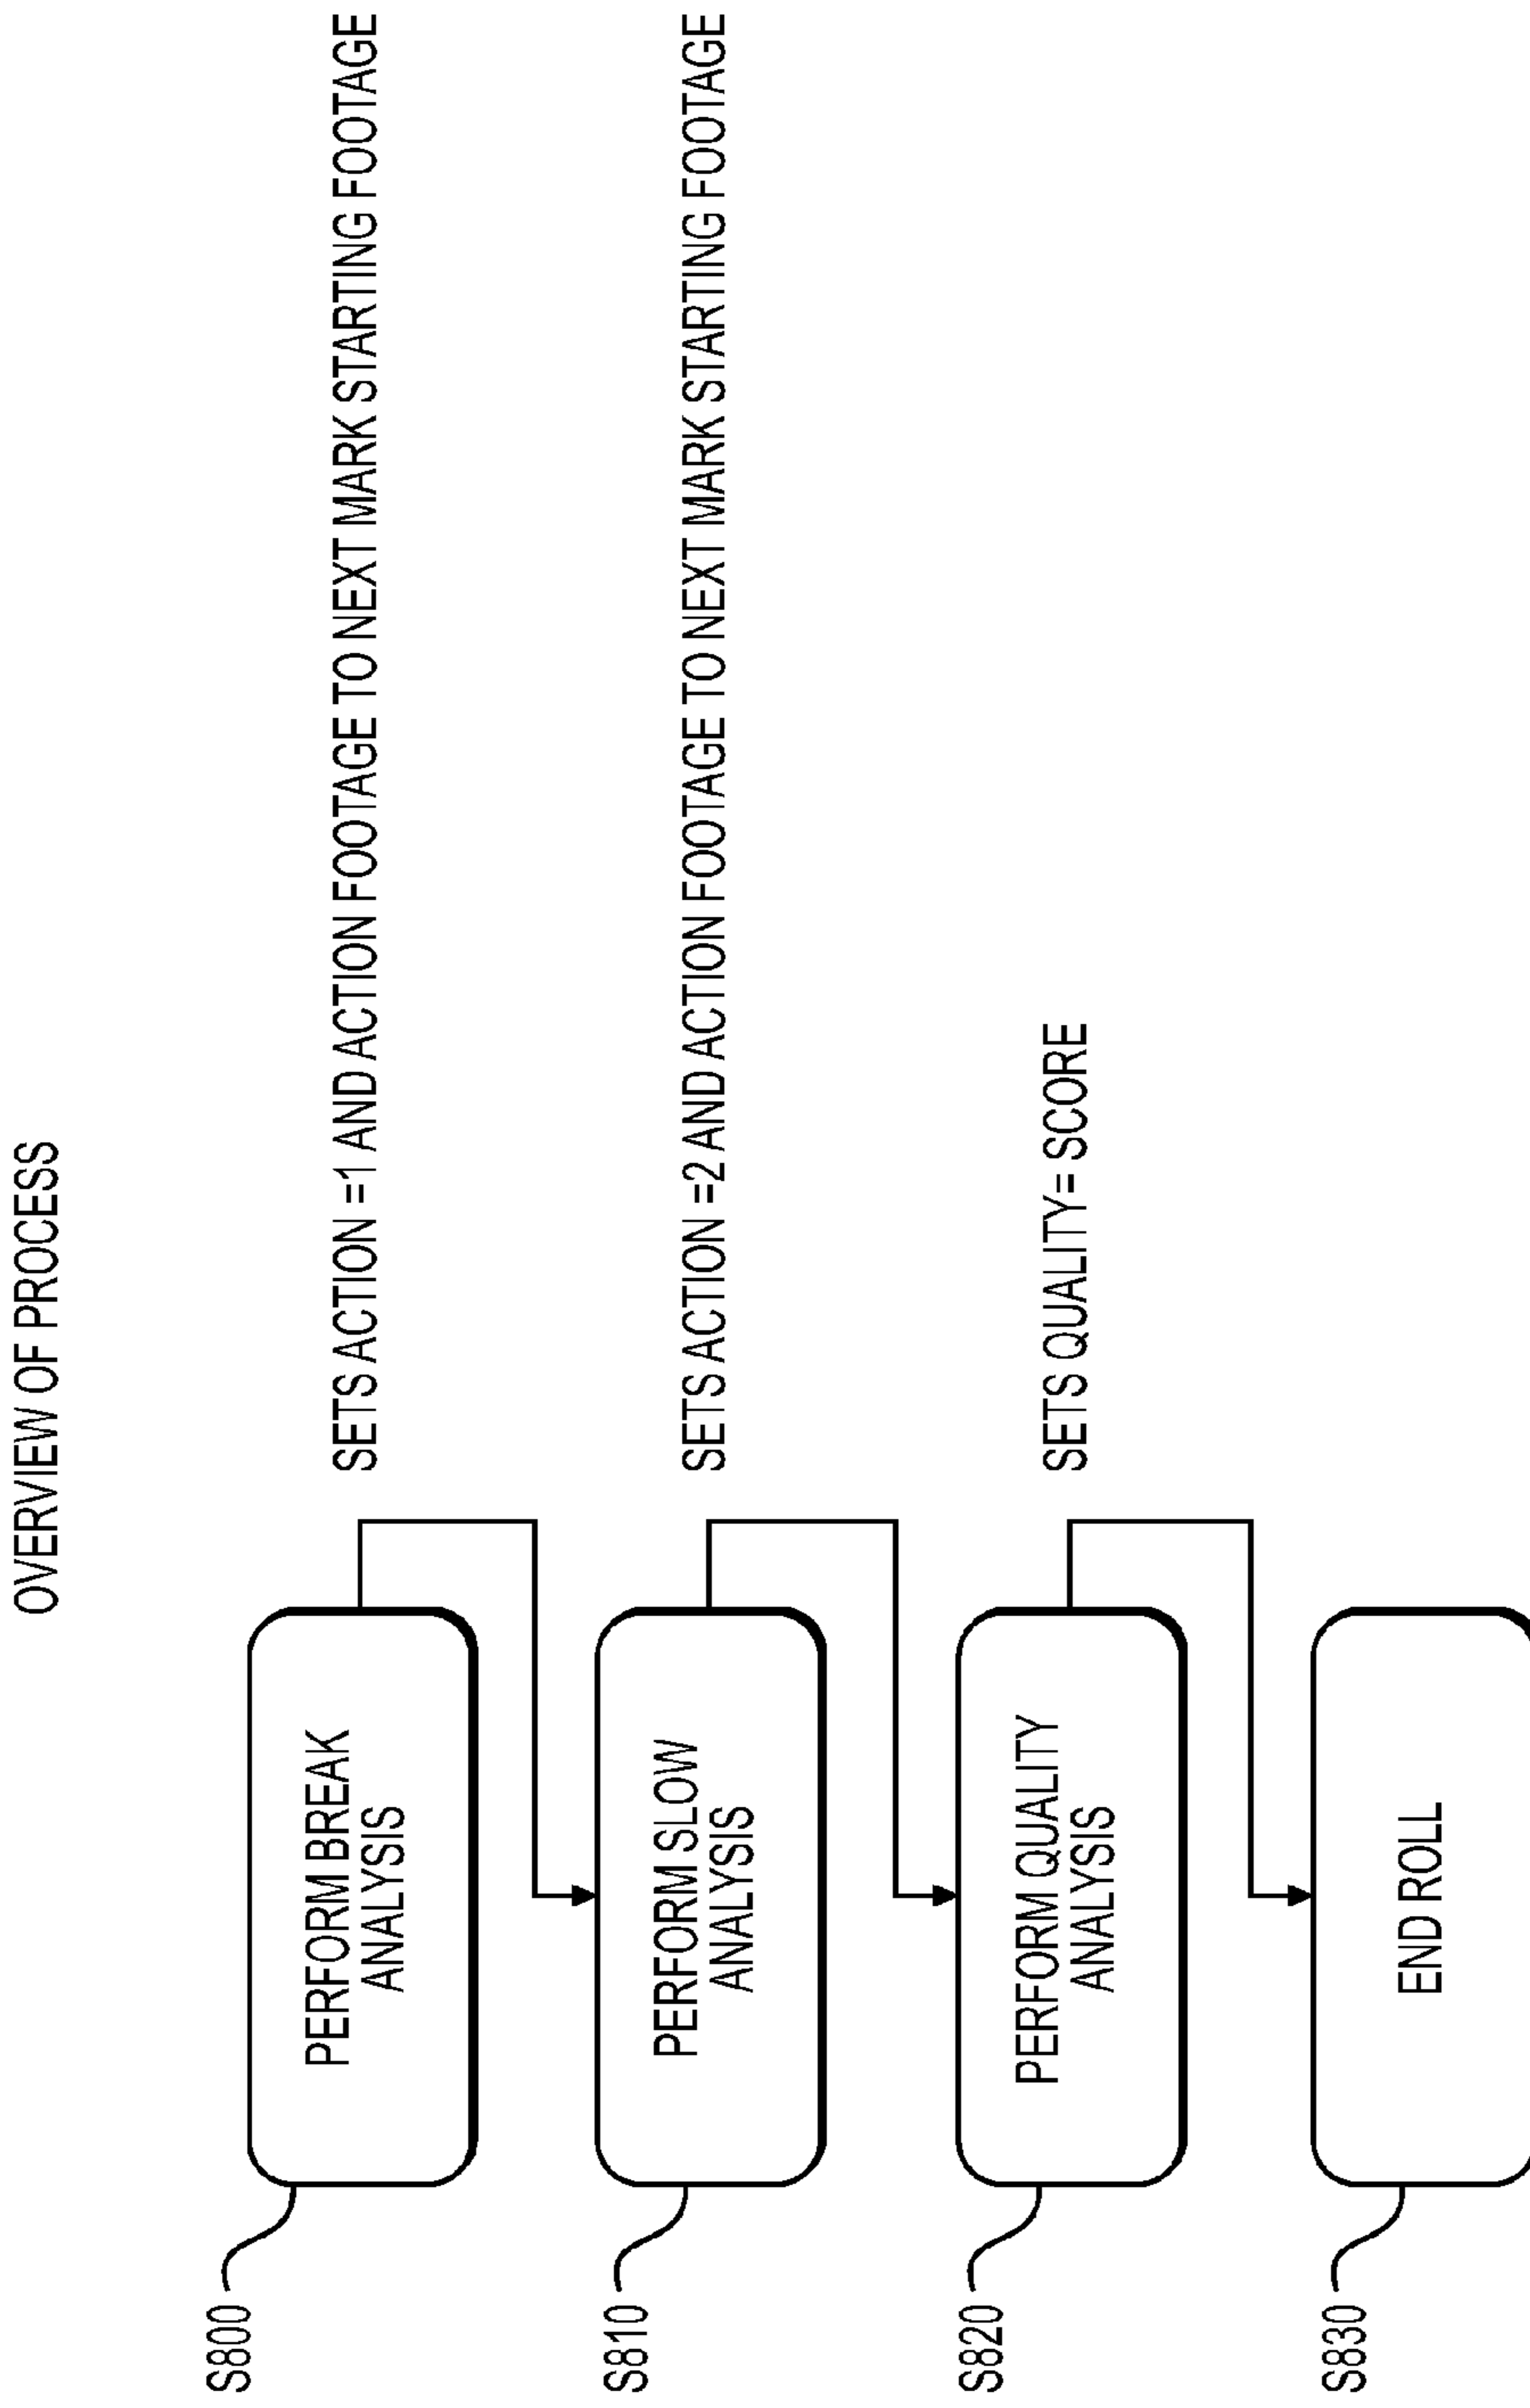 OVERVIEW OF PROCESS
S800
PERFORM BREAK
ANALYSIS
SETS ACTION =1 AND ACTION FOOTAGE TO NEXT MARK STARTING FOOTAGE
S810
PERFORM SLOW
ANALYSIS
SETS ACTION =2 AND ACTION FOOTAGE TO NEXT MARK STARTING FOOTAGE
S820
PERFORM QUALITY
ANALYSIS
SETS QUALITY= SCORE
S830
END ROLL